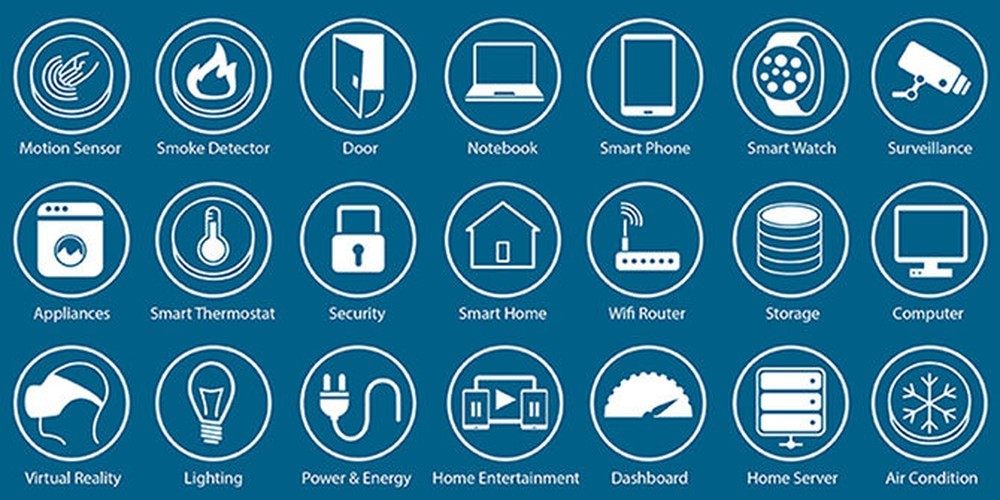 Motion Sensor
Smoke Detector
Door
Notebook
Smart Phone
Smart Watch
Surveillance
Appliances
Smart Thermostat
Security
Smart Home
Wifi Router
Storage
Computer
Virtual Reality
Lighting
Power & Energy
Home Entertainment
Dashboard
Home Server
Air Condition